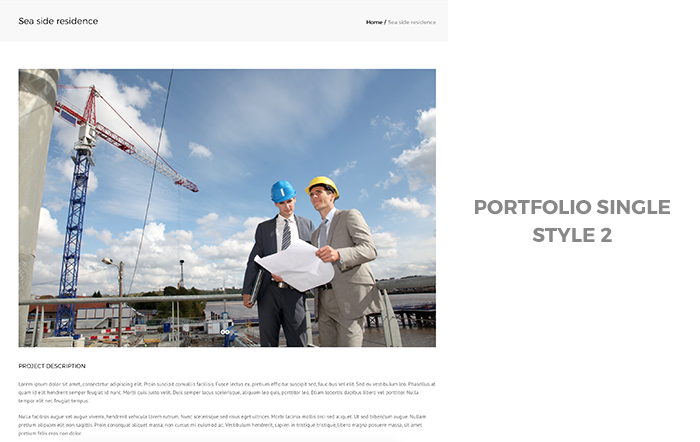 Sea side residence
Home / Sea side residence
PORTFOLIO SINGLE
STYLE 2
PROJECT DESCRIPTION
Lorem ipsum dolor sit amet, consectetur adipiscing elit. Proin suscipit convallis facilisis. Fusce lectus ex, pretium efficitur suscipit sed, faucibus vel elit. Sed eu vestibulum leo. Phasellus at
quam id elit hendrerit semper feugiat id nunc. Morbi quis justo velit. Duis semper lacus scelerisque, aliquam leo quis, porttitor leo. Etiam lobortis dapibus libero vel porttitor. Nulla
tempor elit nec feugiat tempus.
Nulla facilisis augue vel augue viverra, hendrerit vehicula lorem rutrum. Nunc scelerisque sed risus eget ultrices. Morbi lacinia mollis orci sed aliquet. Ut sed bibendum augue. Nullam
pretium aliquam elit non sagittis. Proin consequat aliquet massa, non cursus mi euismod ac. Vestibulum hendrerit, sapien in tristique tristique, libero magna posuere massa, sit amet
pretium felis eros non dolor.